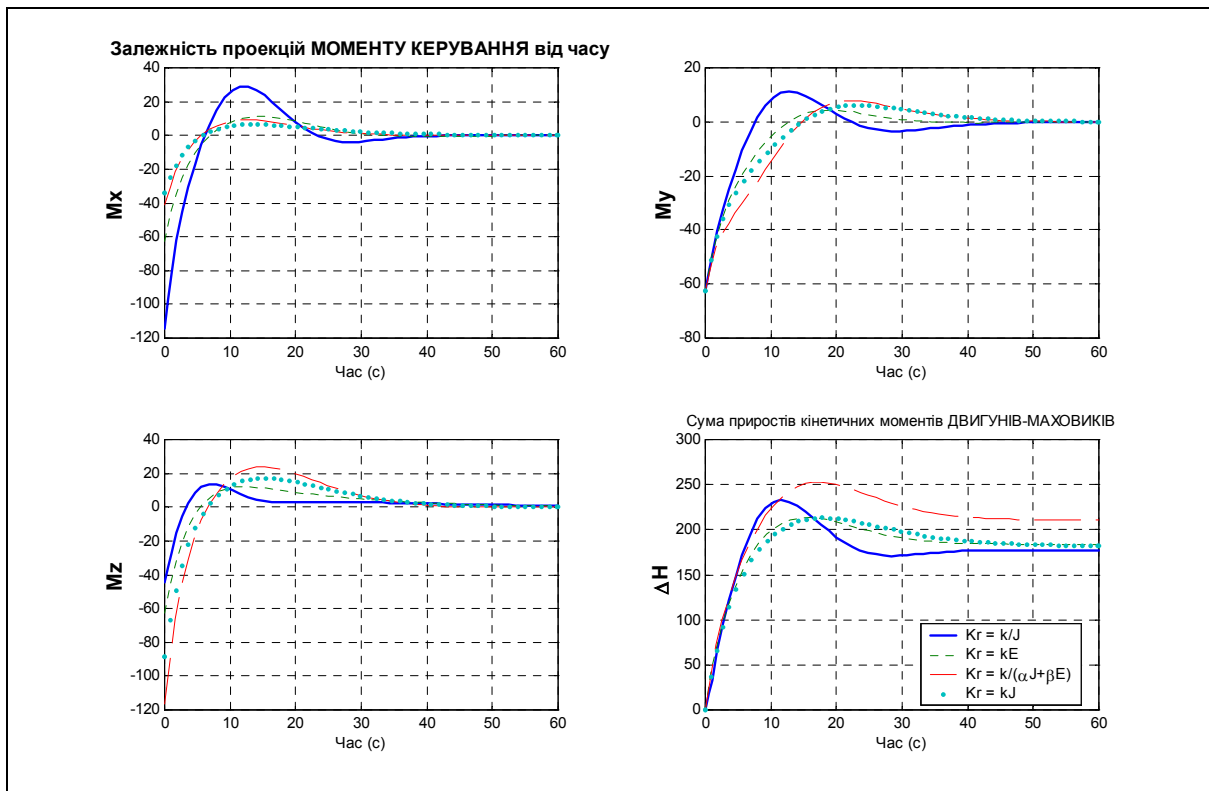 Залежність проекцій МОМЕНТУ КЕРУВАННЯ від часу
40
20
0
-20
-40
-60
-80
-100
-120
Mx
0 10 20 30 40 50 60
Час (с)
20
0
-20
-40
-60
-80
My
0 10 20 30 40 50 60
Час (с)
40
20
0
-20
-40
-60
-80
-100
-120
Mz
0 10 20 30 40 50 60
Час (с)
Сума приростів кінетичних моментів ДВИГУНІВ-МАХОВИКІВ
300
250
200
150
100
50
0
ΔH
Kr = k/J
Kr = kE
Kr = k/(αJ+βE)
Kr = kJ
0 10 20 30 40 50 60
Час (с)